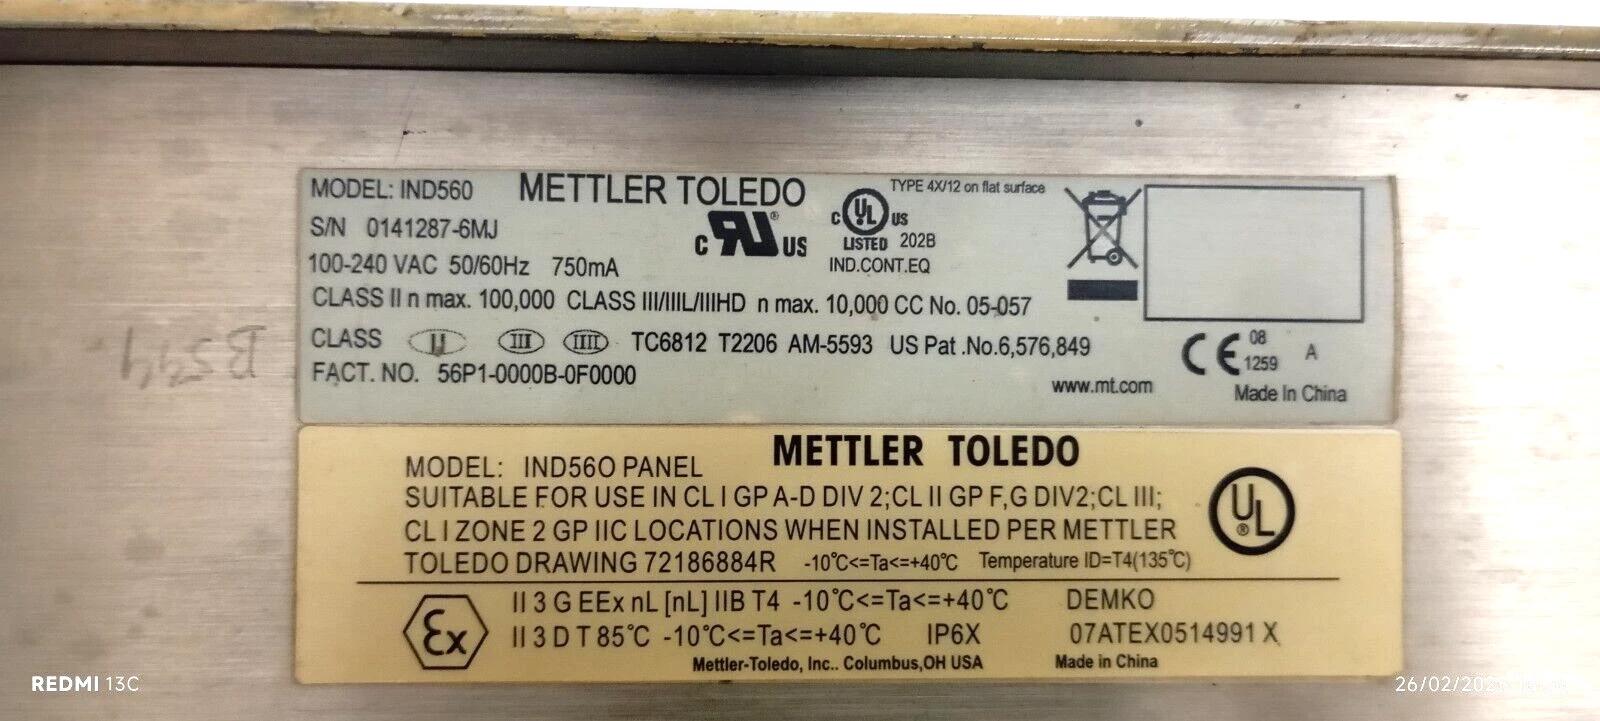 MODEL: IND560 METTLER TOLEDO TYPE 4X/12 on flat surface
S/N 0141287-6MJ
C UL US
LISTED 202B
IND.CONT.EQ
C RU ® US
100-240 VAC 50/60Hz 750mA
CLASS II n max. 100,000 CLASS III/IIIL/IIIHD n max. 10,000 CC No. 05-057
CLASS II III IIII TC6812 T2206 AM-5593 US Pat .No.6,576,849
FACT. NO. 56P1-0000B-0F0000
www.mt.com
CE 08
1259 A
Made In China
METTLER TOLEDO
MODEL: IND560 PANEL
SUITABLE FOR USE IN CL I GP A-D DIV 2;CL II GP F,G DIV2;CL III;
CL I ZONE 2 GP IIC LOCATIONS WHEN INSTALLED PER METTLER
TOLEDO DRAWING 72186884R -10°C<=Ta<=+40°C Temperature ID=T4(135°C)
UL ®
Ex
II 3 G EEx nL [nL] IIB T4 -10°C<=Ta<=+40°C DEMKO
II 3 D T 85°C -10°C<=Ta<=+40°C IP6X 07ATEX0514991 X
Mettler-Toledo, Inc.. Columbus,OH USA Made in China
REDMI 13C
26/02/202